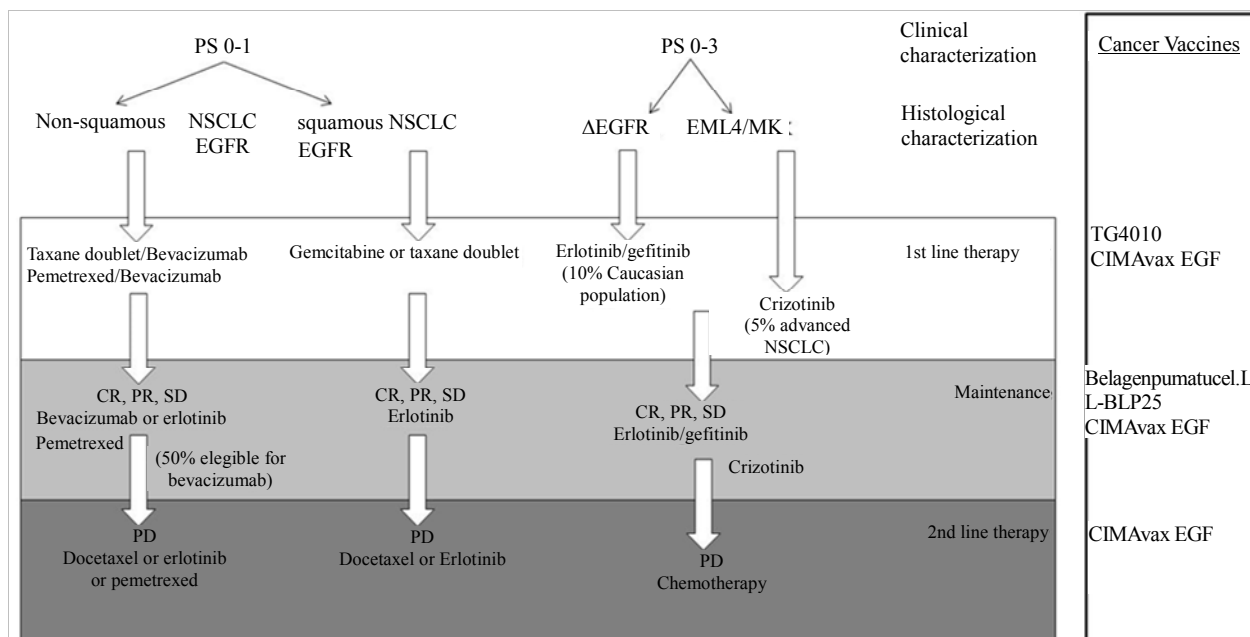 PS 0-1
PS 0-3
Clinical
characterization
Cancer Vaccines
Non-squamous
NSCLC
EGFR
squamous NSCLC
EGFR
ΔEGFR
EML4/MK
Histological
characterization
Taxane doublet/Bevacizumab
Pemetrexed/Bevacizumab
Gemcitabine or taxane doublet
Erlotinib/gefitinib
(10% Caucasian
population)
Crizotinib
(5% advanced
NSCLC)
1st line therapy
TG4010
CIMAvax EGF
CR, PR, SD
Bevacizumab or erlotinib
Pemetrexed
(50% elegible for
bevacizumab)
CR, PR, SD
Erlotinib
CR, PR, SD
Erlotinib/gefitinib
Crizotinib
Maintenance
Belagenpumatucel.L
L-BLP25
CIMAvax EGF
PD
Docetaxel or erlotinib
or pemetrexed
PD
Docetaxel or Erlotinib
PD
Chemotherapy
2nd line therapy
CIMAvax EGF